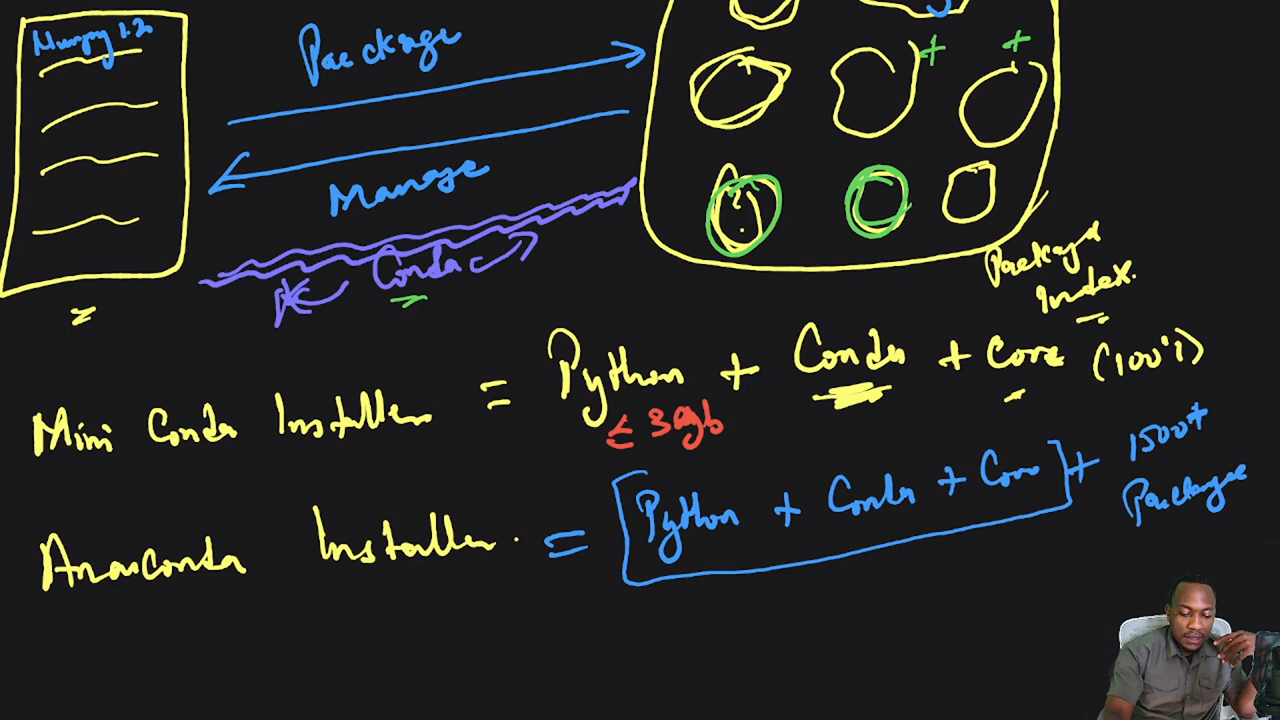 Numpy 1.20
Package
Manage
Conda
Package
Index.
Mini Conda Installer = Python + Conda + core (100%)
≤ 3gb
Anaconda Installer. = [Python + Conda + Core] + 1500+
Packages